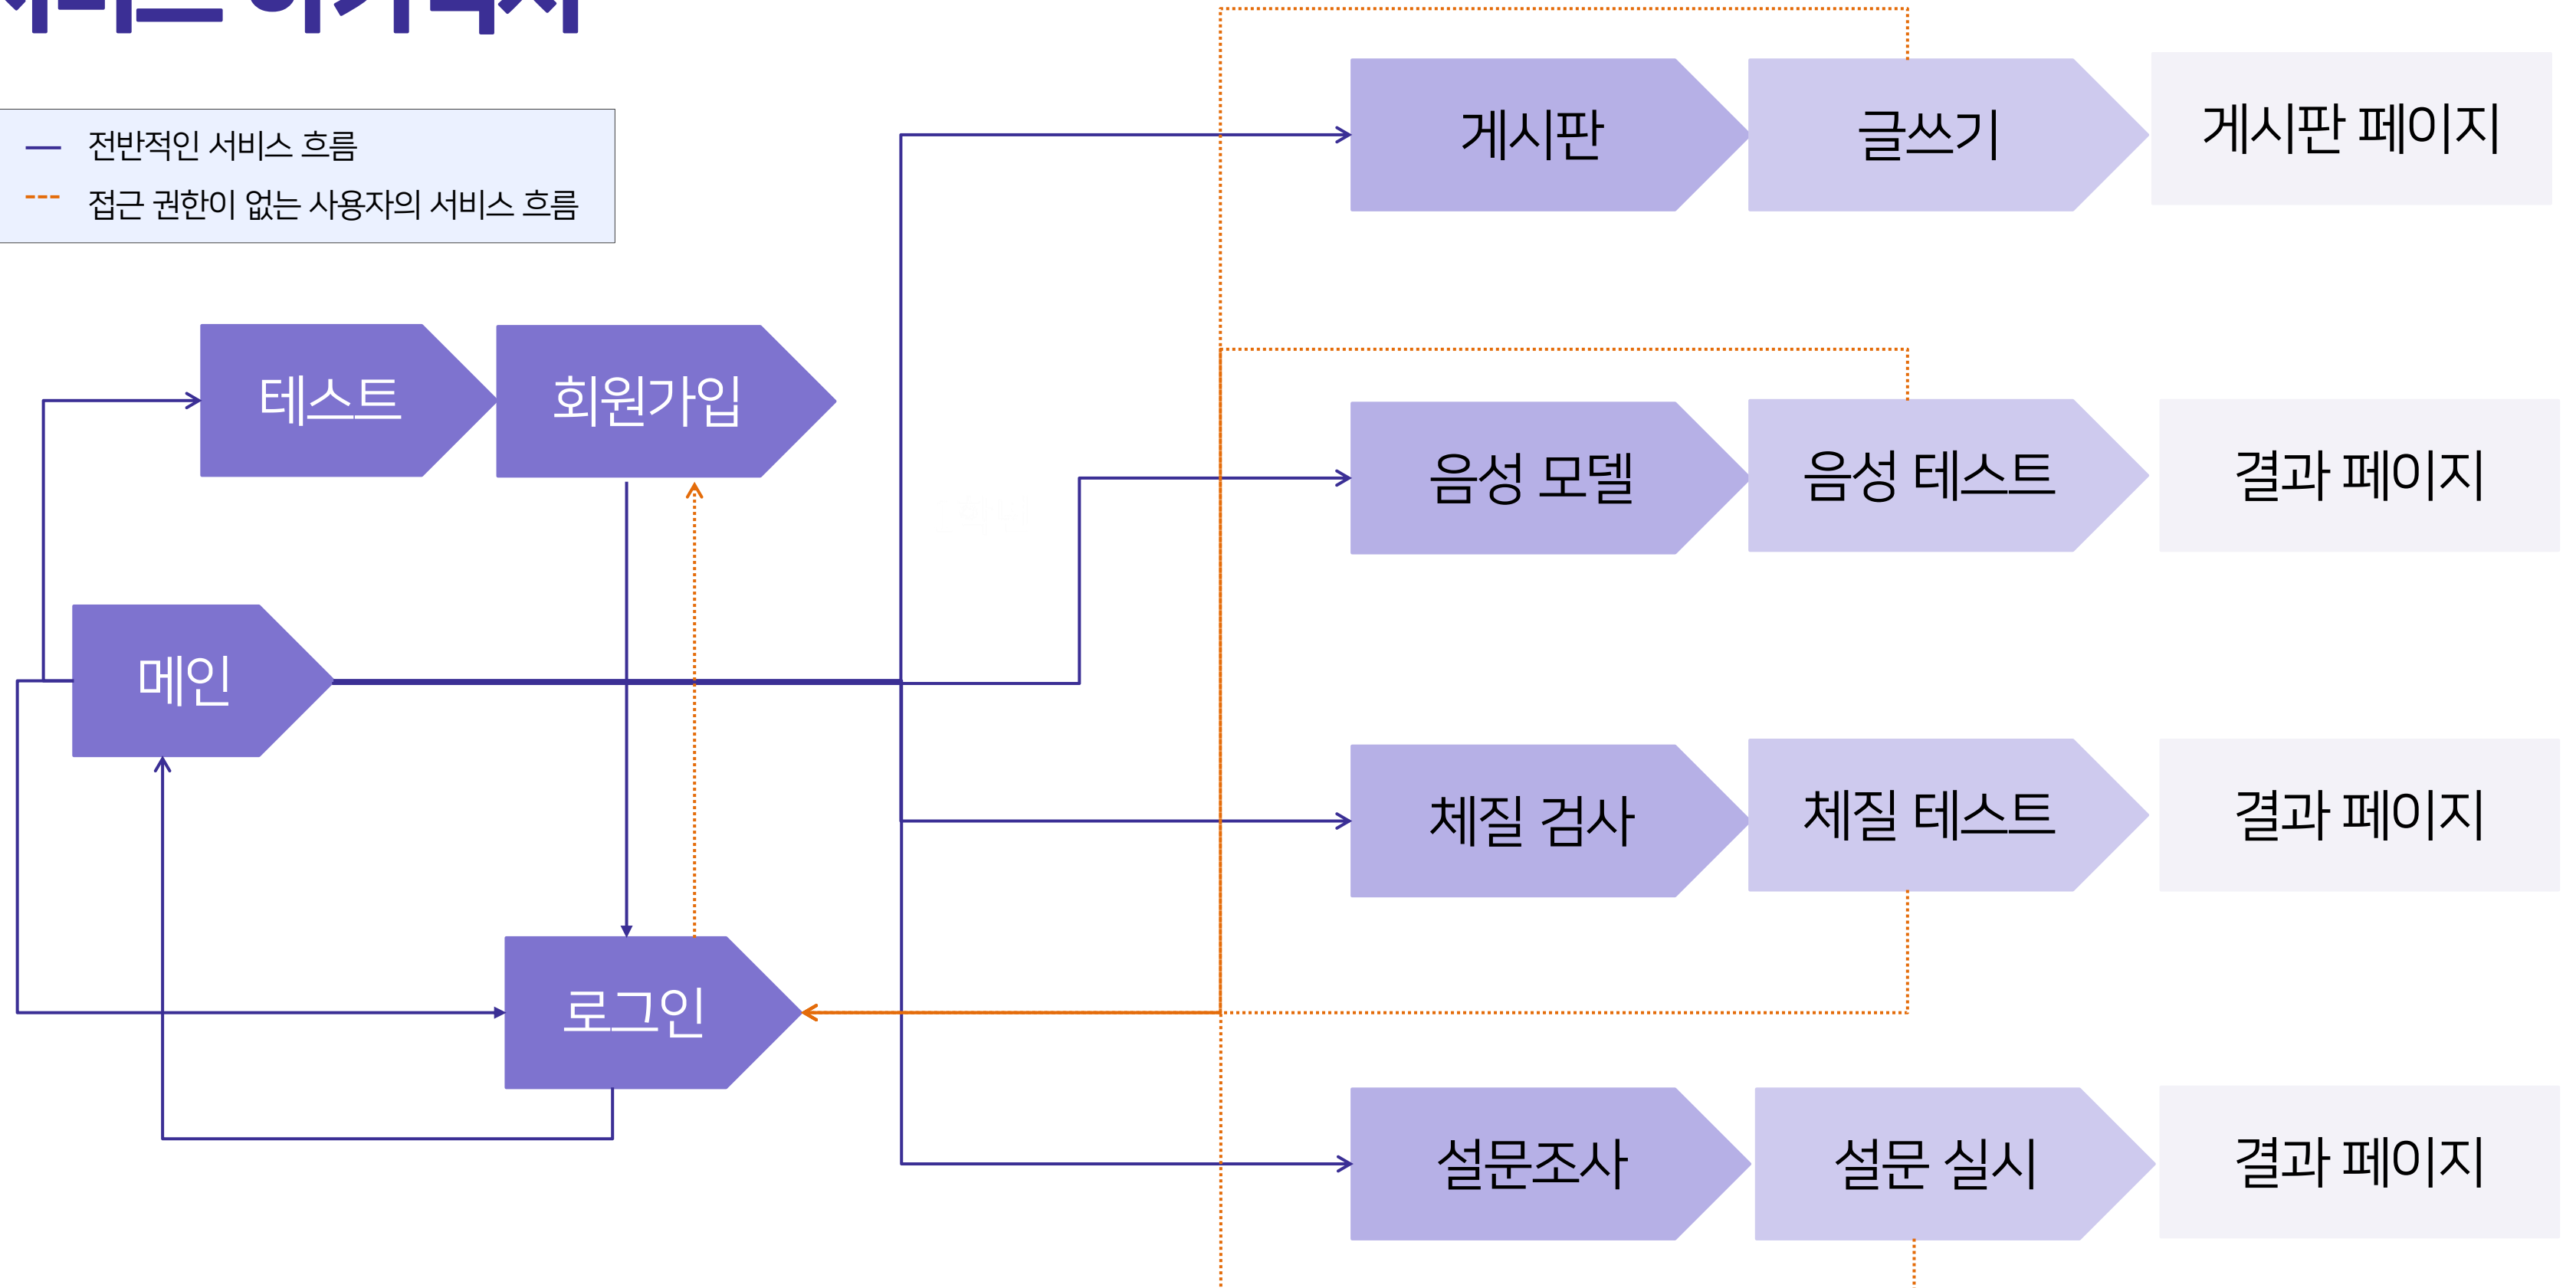 전반적인 서비스 흐름
접근 권한이 없는 사용자의 서비스 흐름
게시판
글쓰기
게시판 페이지
테스트
회원가입
음성 모델
음성 테스트
결과 페이지
메인
체질 검사
체질 테스트
결과 페이지
로그인
설문조사
설문 실시
결과 페이지